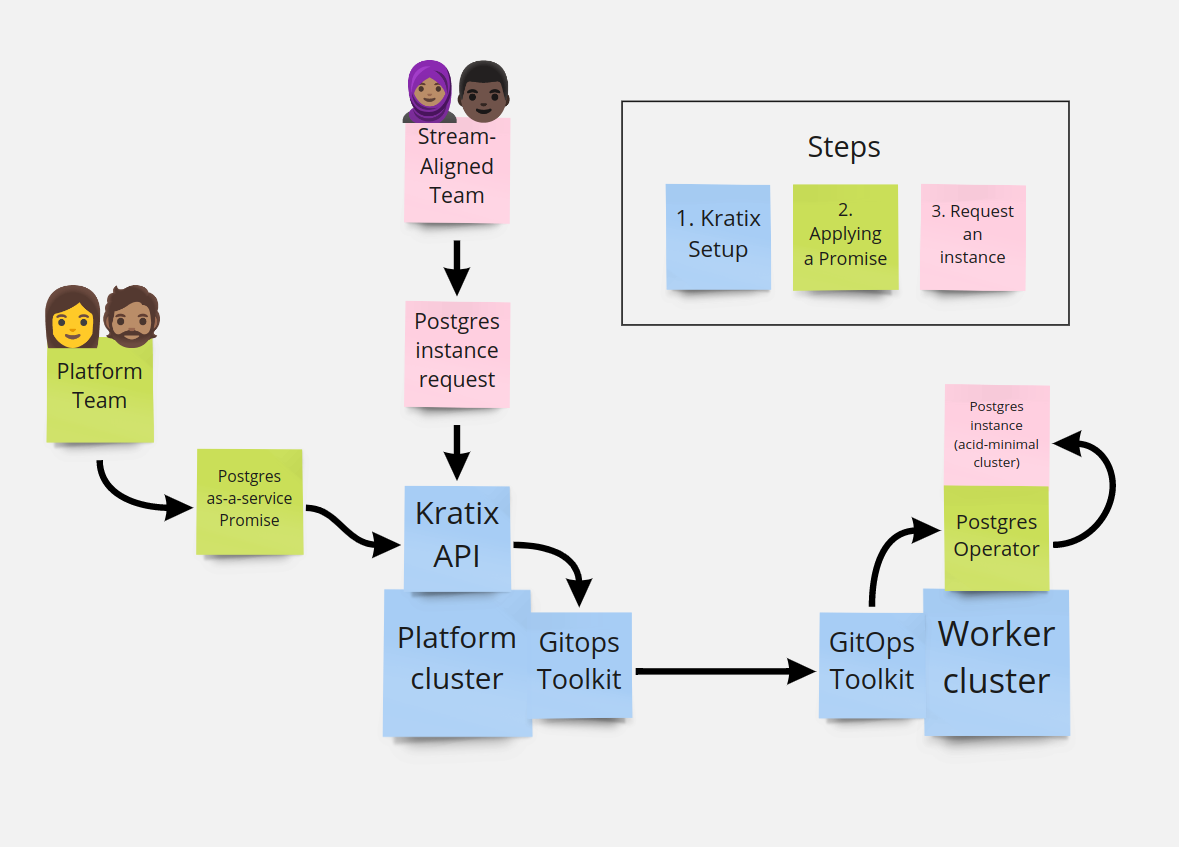 Stream-
Aligned
Team
Steps
1. Kratix
Setup
2.
Applying
a Promise
3. Request
an
instance
Platform
Team
Postgres
instance
request
Postgres
as-a-service
Promise
Kratix
API
Platform
cluster
Gitops
Toolkit
GitOps
Toolkit
Worker
cluster
Postgres
Operator
Postgres
instance
(acid-minimal
cluster)